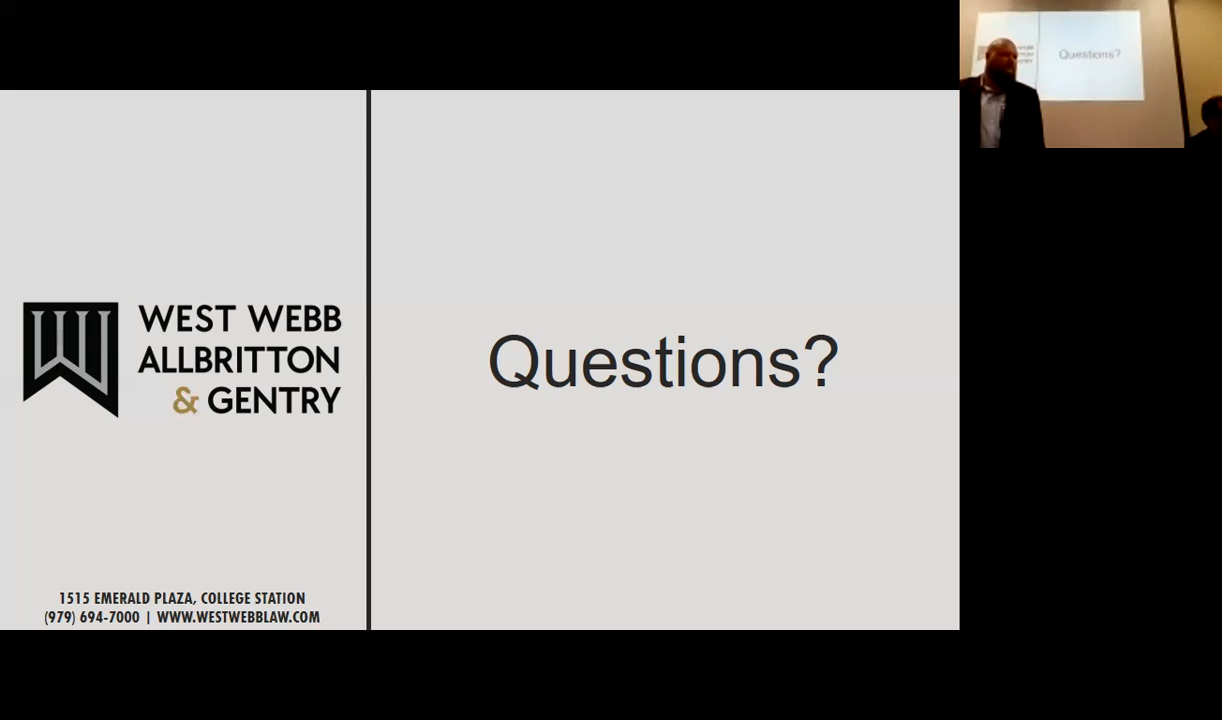 WEST WEBB
ALLBRITTON
& GENTRY
Questions?
1515 EMERALD PLAZA, COLLEGE STATION
(979) 694-7000 | WWW.WESTWEBBLAW.COM
Questions?